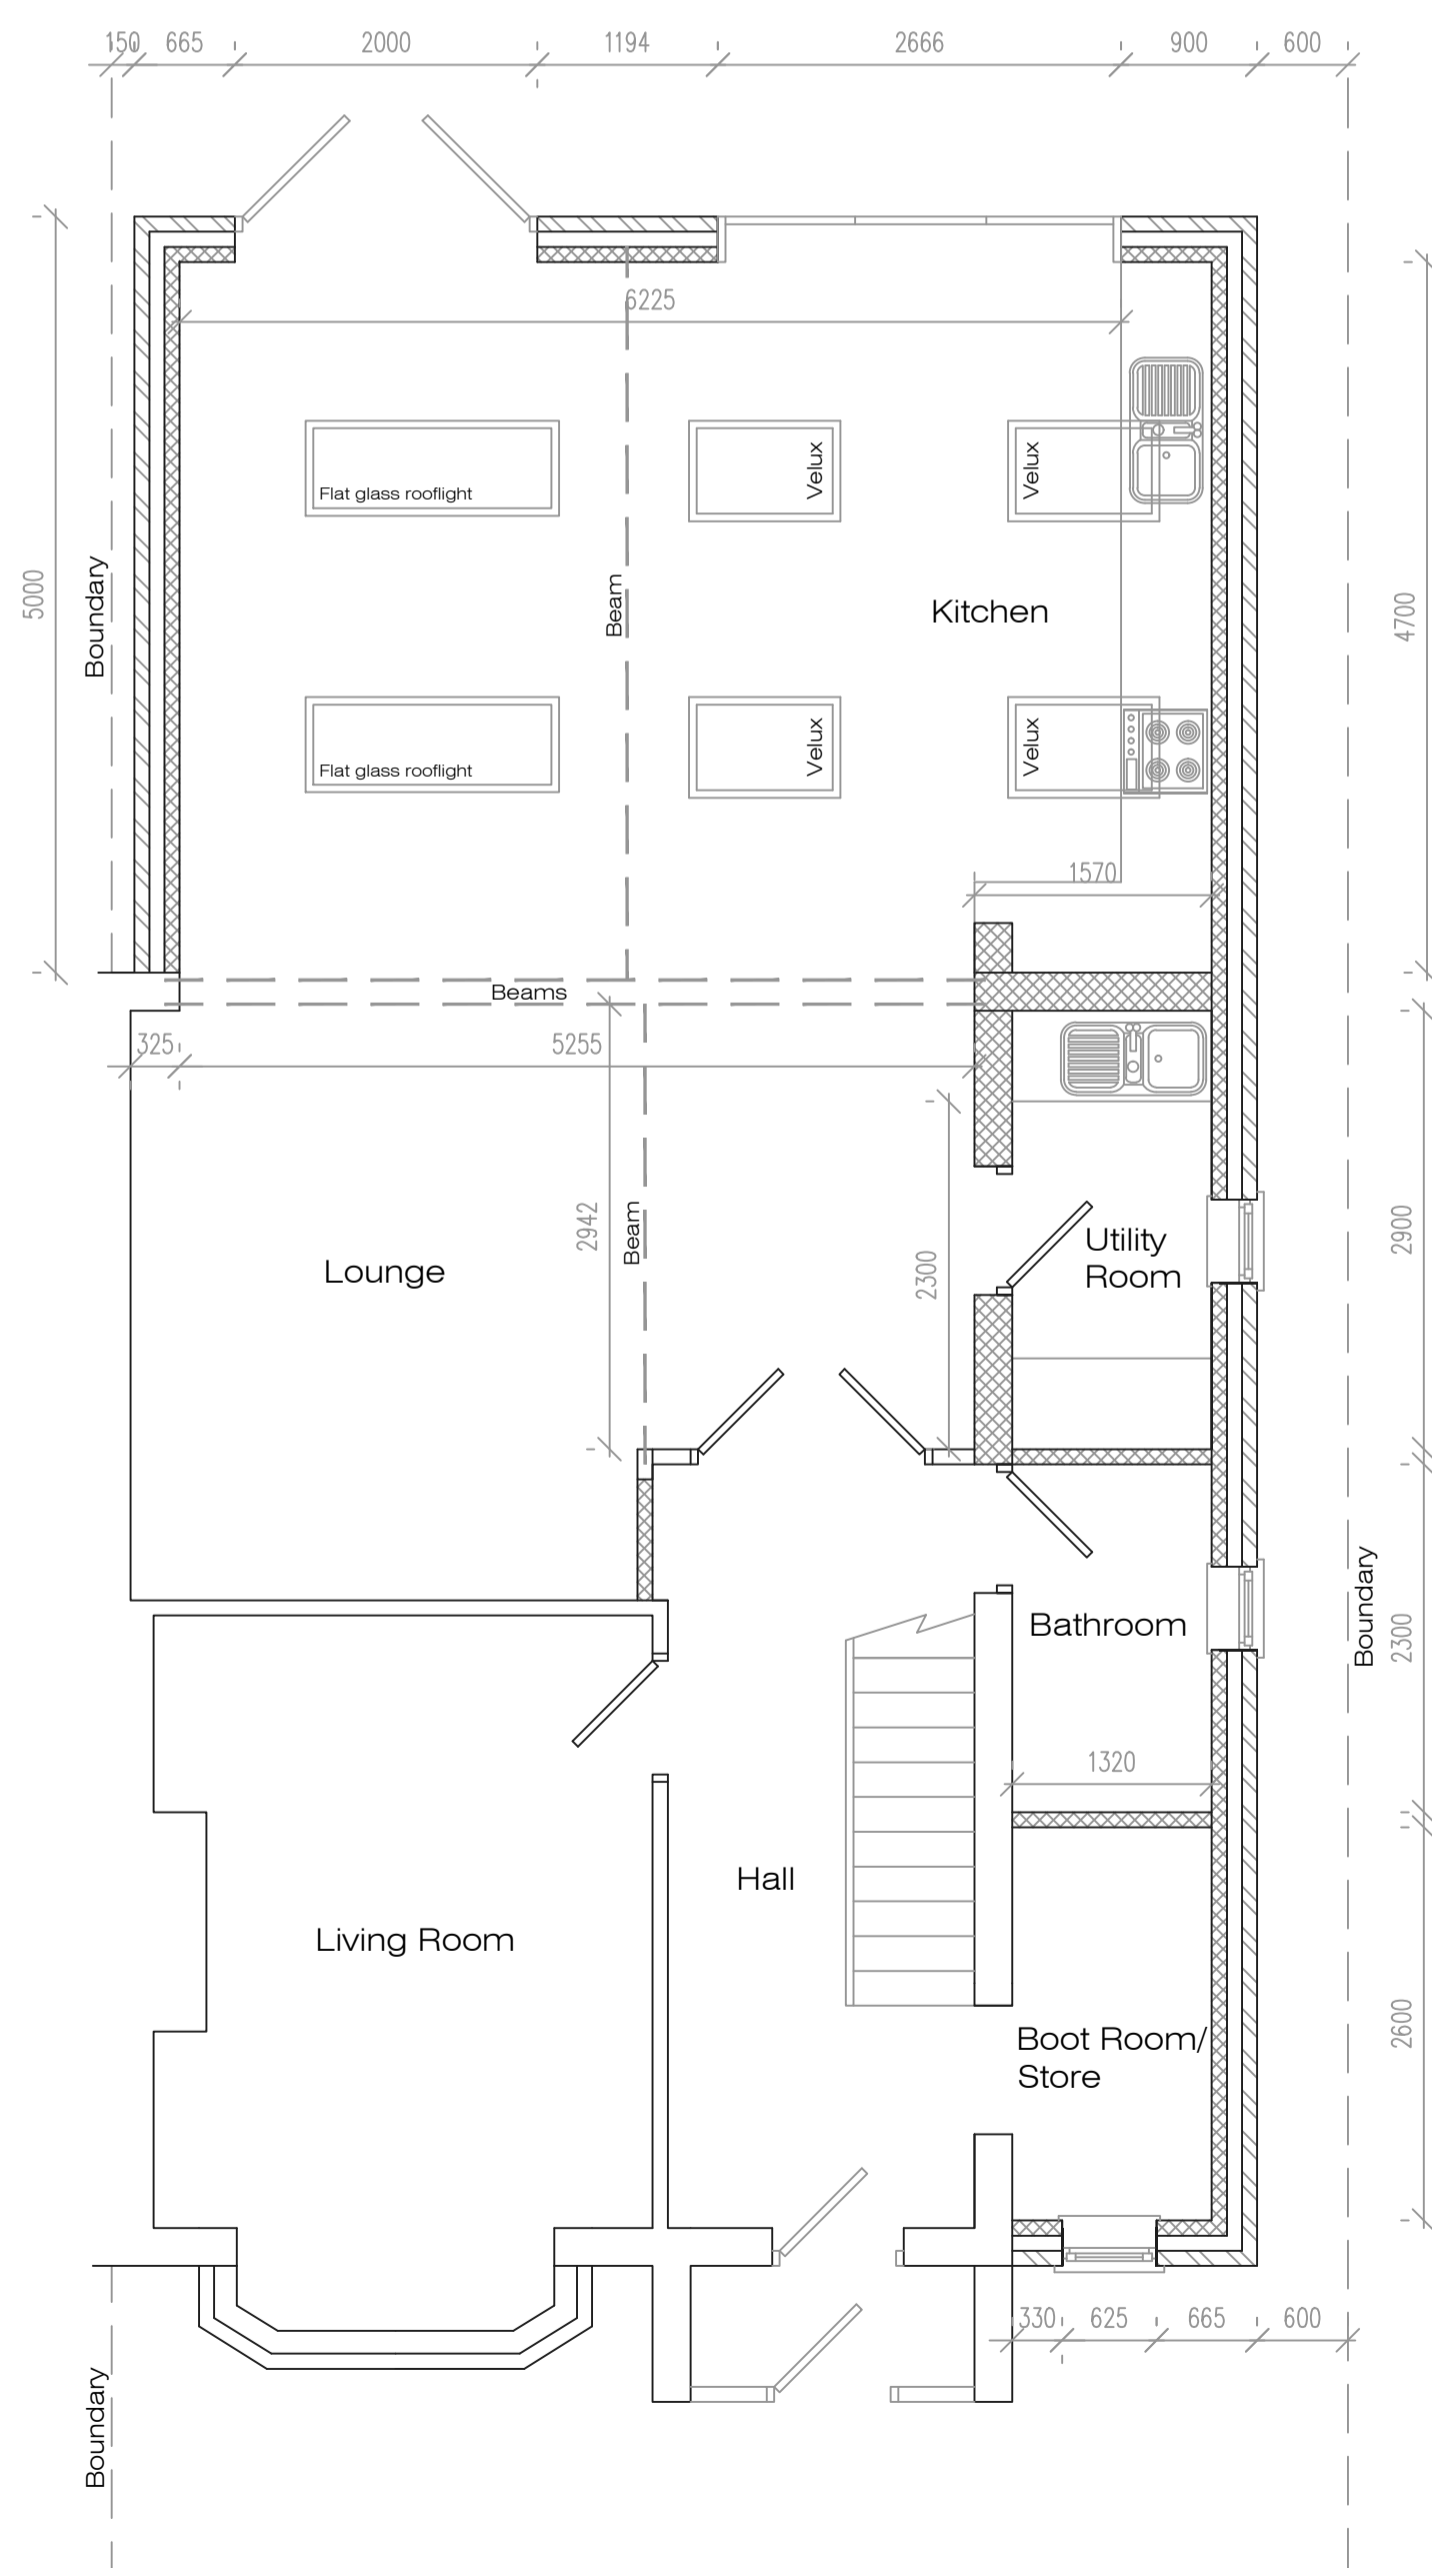 150 665 2000 1194 2666 900 600
6225
Flat glass rooflight
Velux
Velux
Boundary
5000
Beam
Kitchen
4700
Flat glass rooflight
Velux
Velux
1570
Beams
325
5255
2942
Beam
Lounge
2300
Utility
Room
2900
Bathroom
Boundary
2300
1320
Hall
Living Room
Boot Room/
Store
2600
330 625 665 600
Boundary